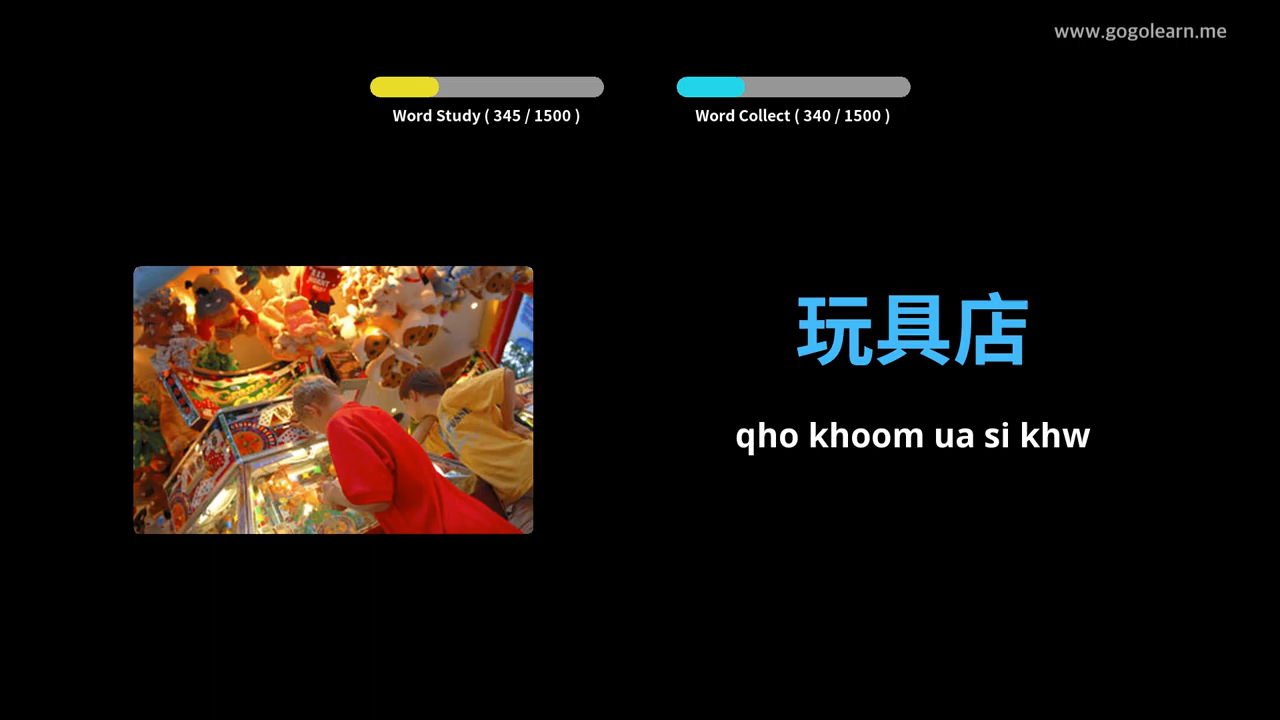 www.gogolearn.me
Word Study ( 345 / 1500 )
Word Collect ( 340 / 1500 )
玩具店
qho khoom ua si khw